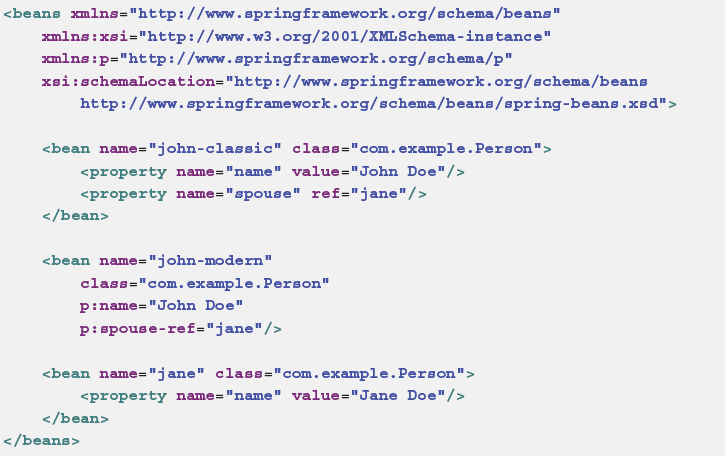 <beans xmlns="http://www.springframework.org/schema/beans"
    xmlns:xsi="http://www.w3.org/2001/XMLSchema-instance"
    xmlns:p="http://www.springframework.org/schema/p"
    xsi:schemaLocation="http://www.springframework.org/schema/beans
        http://www.springframework.org/schema/beans/spring-beans.xsd">

    <bean name="john-classic" class="com.example.Person">
        <property name="name" value="John Doe"/>
        <property name="spouse" ref="jane"/>
    </bean>

    <bean name="john-modern"
        class="com.example.Person"
        p:name="John Doe"
        p:spouse-ref="jane"/>

    <bean name="jane" class="com.example.Person">
        <property name="name" value="Jane Doe"/>
    </bean>
</beans>